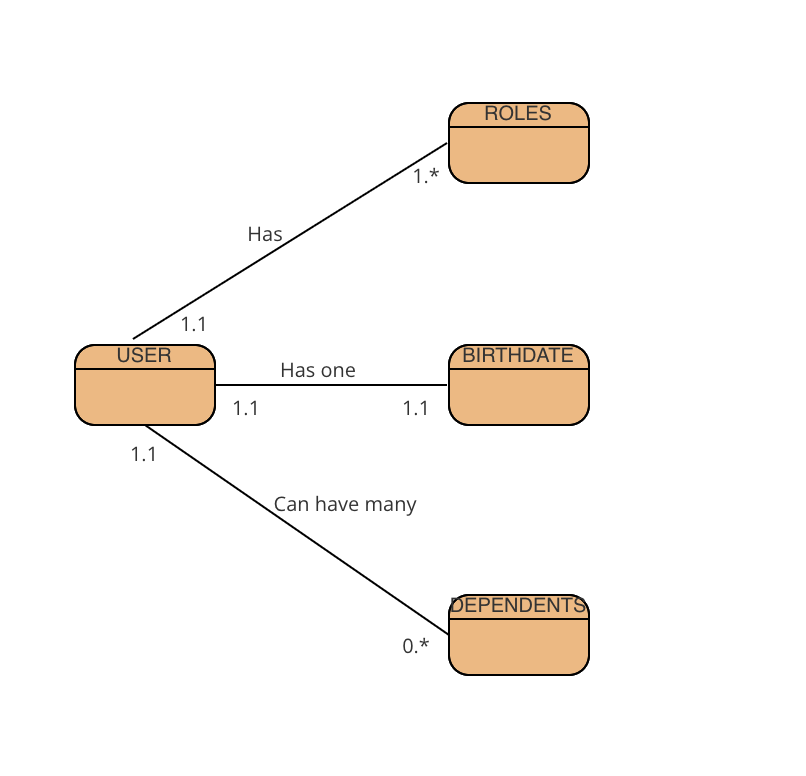 ROLES
1.*
Has
1.1
USER
BIRTHDATE
Has one
1.1
1.1
1.1
Can have many
DEPENDENTS
0.*